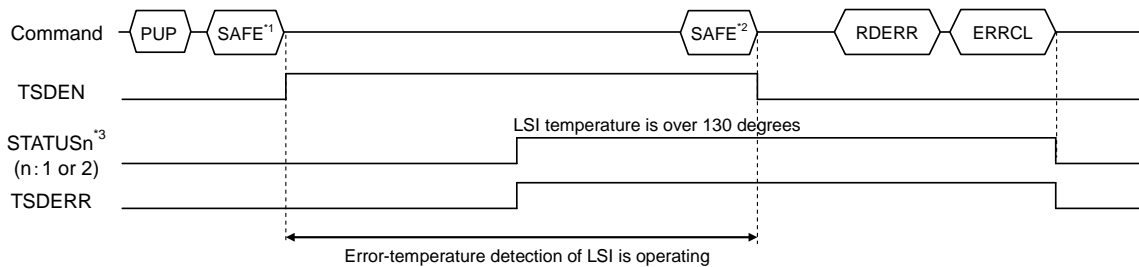 Command PUP SAFE*1 SAFE*2 RDERR ERRCL
TSDEN
LSI temperature is over 130 degrees
STATUSn*3
(n:1 or 2)
TSDERR
Error-temperature detection of LSI is operating